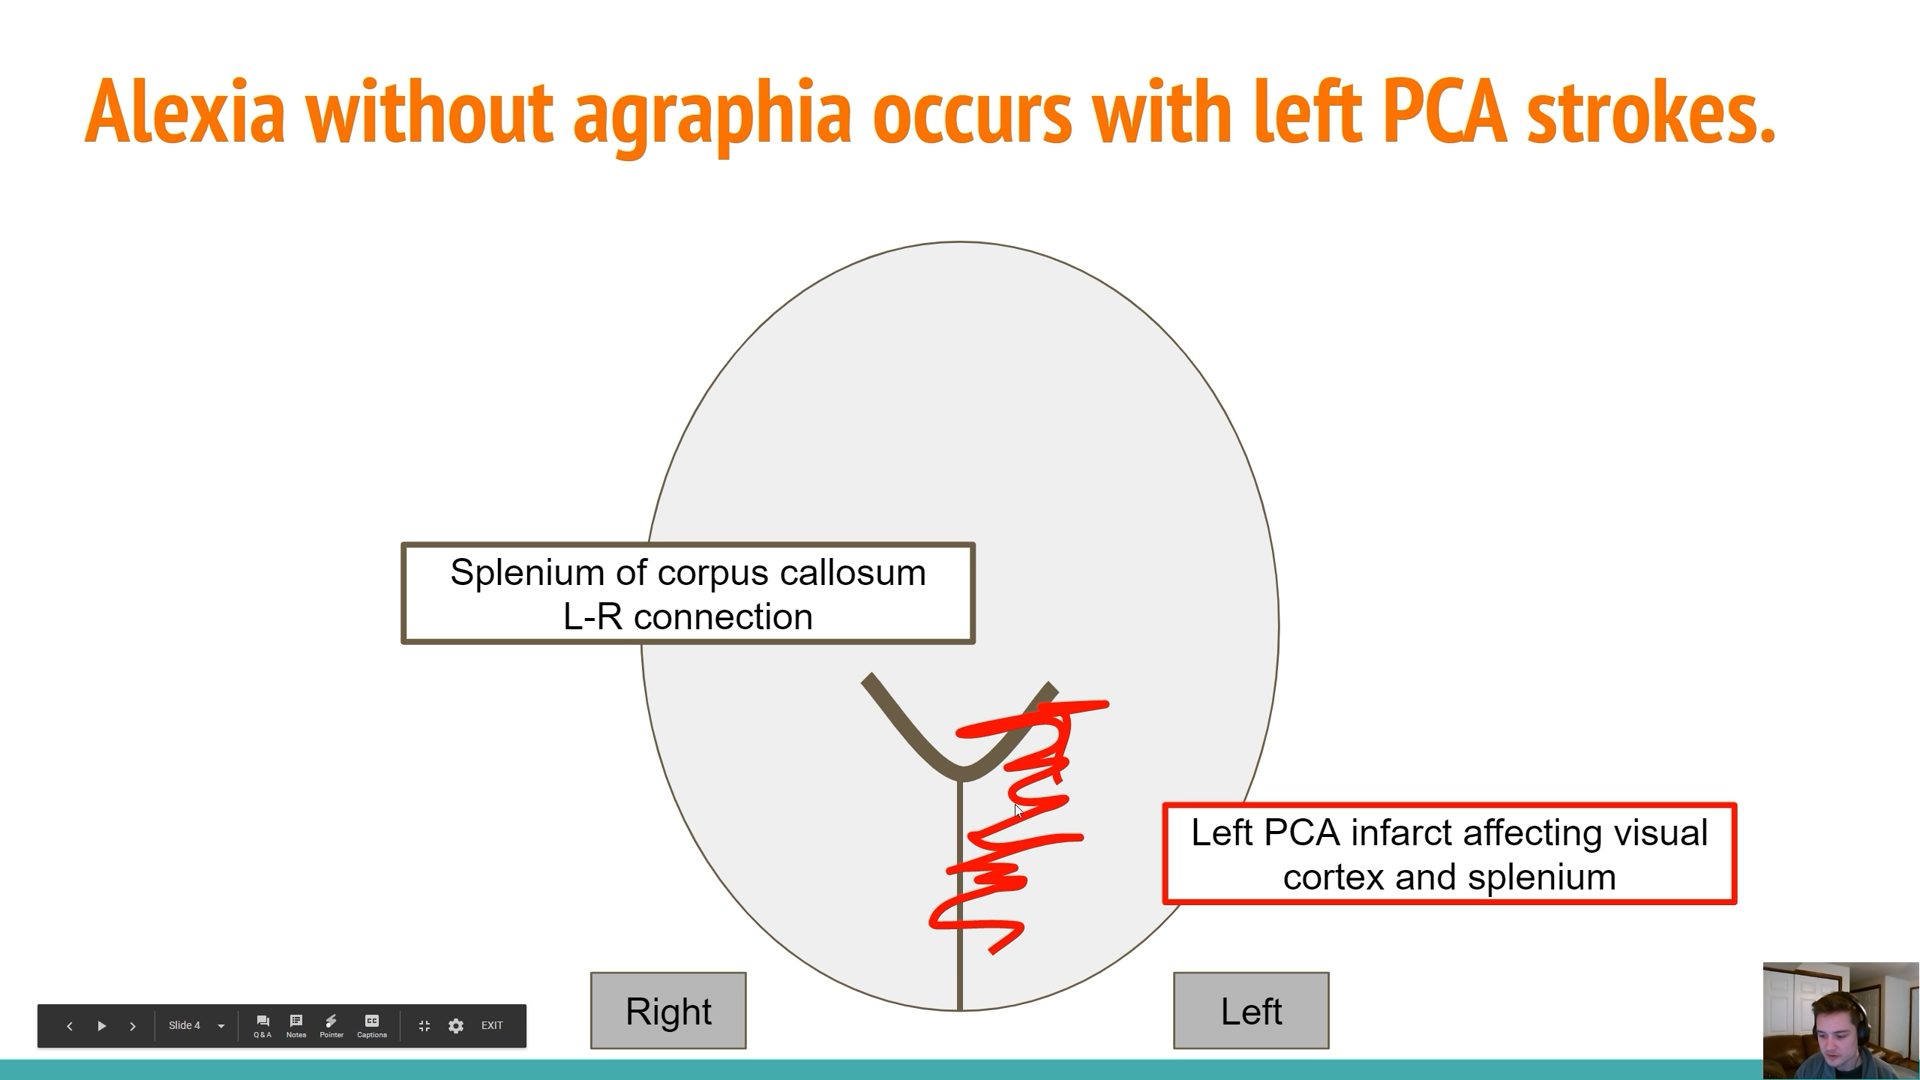 Alexia without agraphia occurs with left PCA strokes.
Splenium of corpus callosum
L-R connection
Left PCA infarct affecting visual
cortex and splenium
Right
Left
Slide 4
Q & A
Notes
Pointer
CC
Captions
EXIT